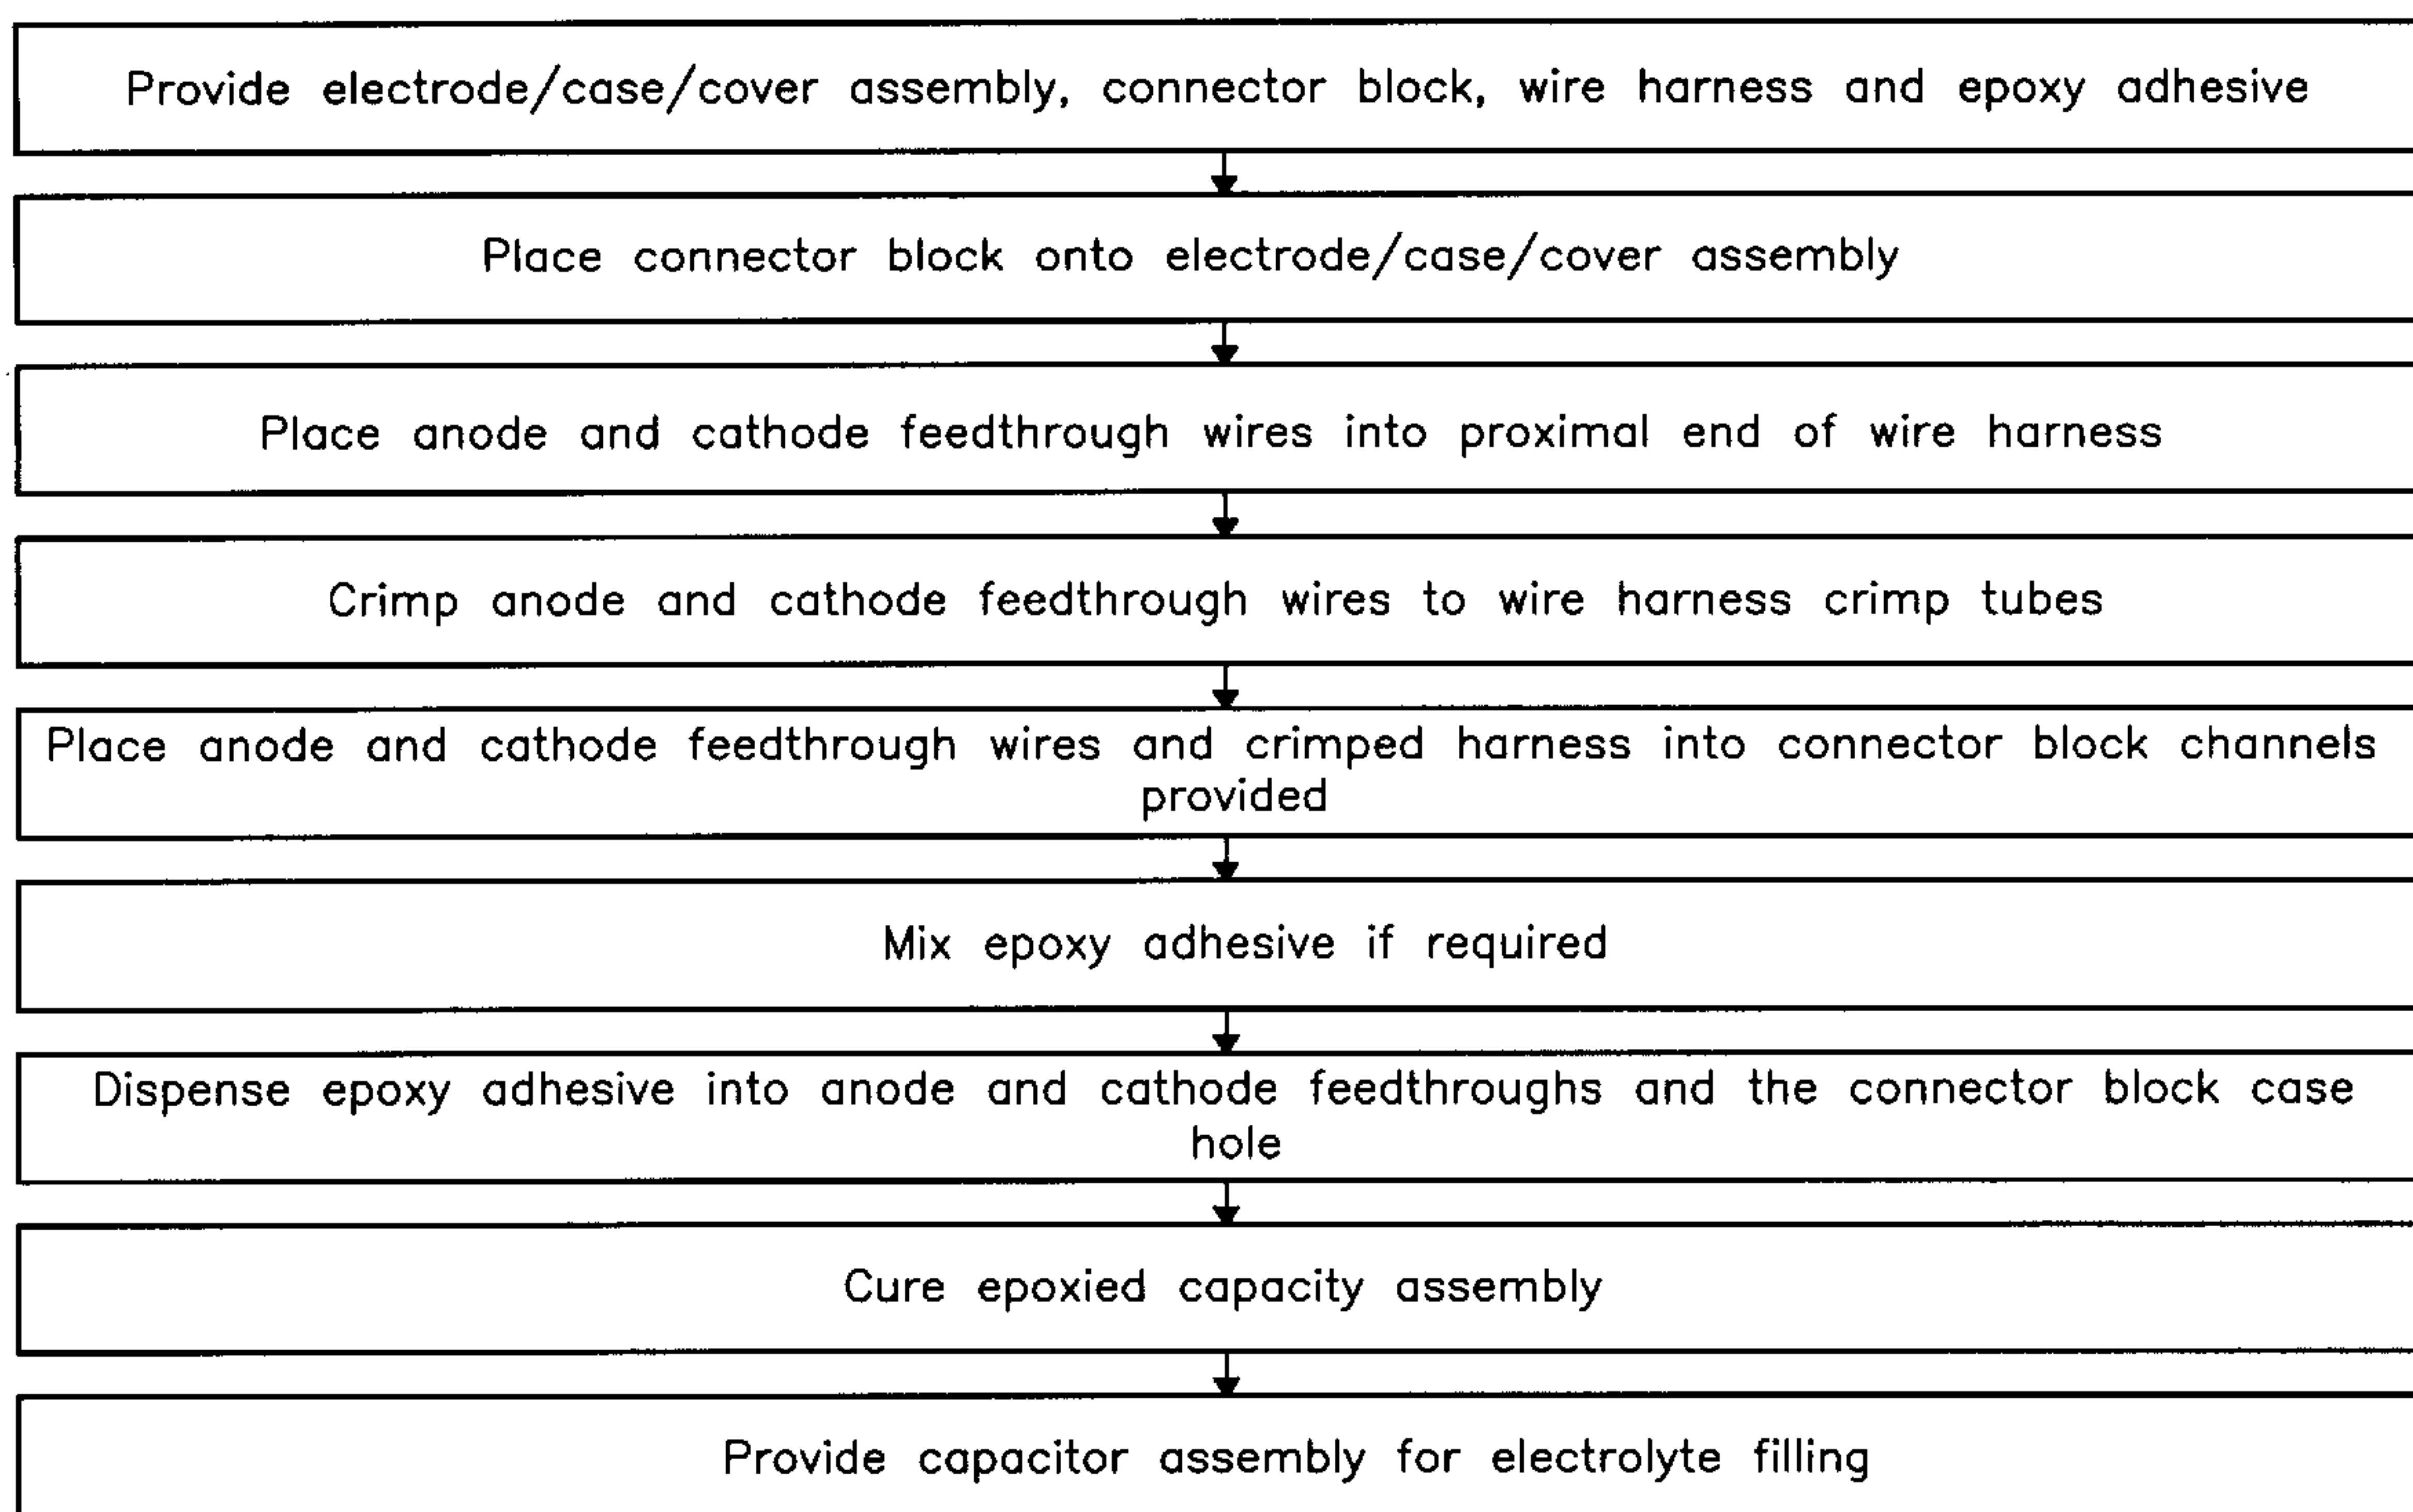 Provide electrode/case/cover assembly, connector block, wire harness and epoxy adhesive
Place connector block onto electrode/case/cover assembly
Place anode and cathode feedthrough wires into proximal end of wire harness
Crimp anode and cathode feedthrough wires to wire harness crimp tubes
Place anode and cathode feedthrough wires and crimped harness into connector block channels
provided
Mix epoxy adhesive if required
Dispense epoxy adhesive into anode and cathode feedthroughs and the connector block case
hole
Cure epoxied capacity assembly
Provide capacitor assembly for electrolyte filling